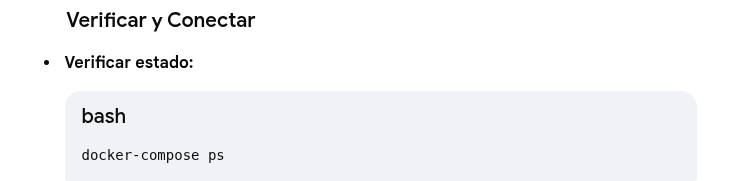 Verificar y Conectar
• Verificar estado:
bash
docker-compose ps